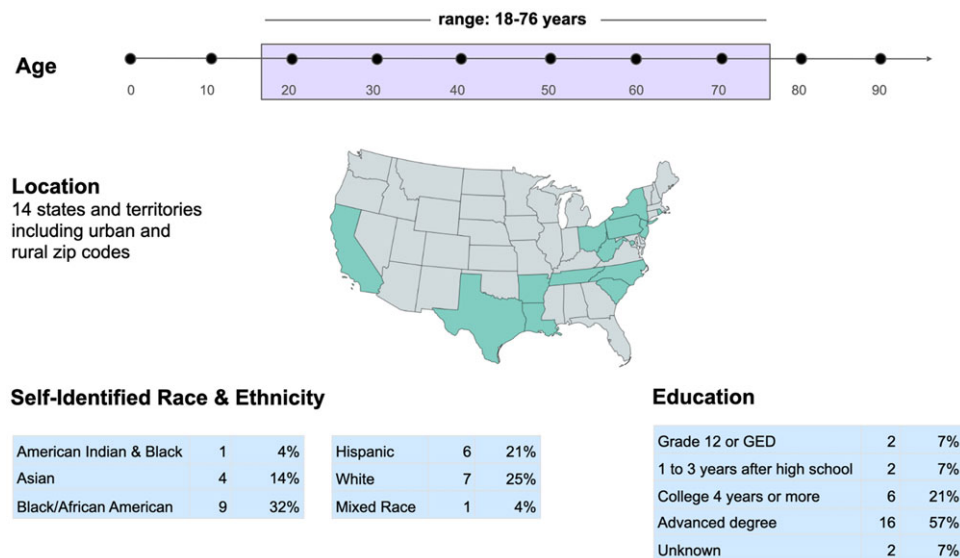 range: 18-76 years
Age
0 10 20 30 40 50 60 70 80 90
Location
14 states and territories
including urban and
rural zip codes
Self-Identified Race & Ethnicity
American Indian & Black 1 4%
Asian 4 14%
Black/African American 9 32%
Hispanic 6 21%
White 7 25%
Mixed Race 1 4%
Education
Grade 12 or GED 2 7%
1 to 3 years after high school 2 7%
College 4 years or more 6 21%
Advanced degree 16 57%
Unknown 2 7%